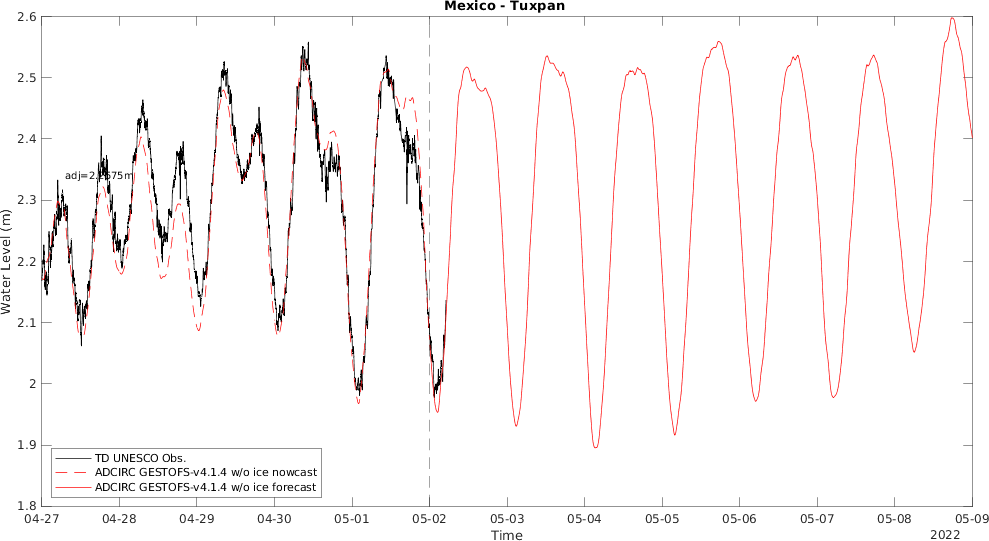 Mexico - Tuxpan
2.6
2.5
2.4
2.3
2.2
2.1
2
1.9
1.8
Water Level (m)
TD UNESCO Obs.
ADCIRC GESTOFS-v4.1.4 w/o ice nowcast
ADCIRC GESTOFS-v4.1.4 w/o ice forecast
04-27 04-28 04-29 04-30 05-01 05-02 05-03 05-04 05-05 05-06 05-07 05-08 05-09
Time
2022